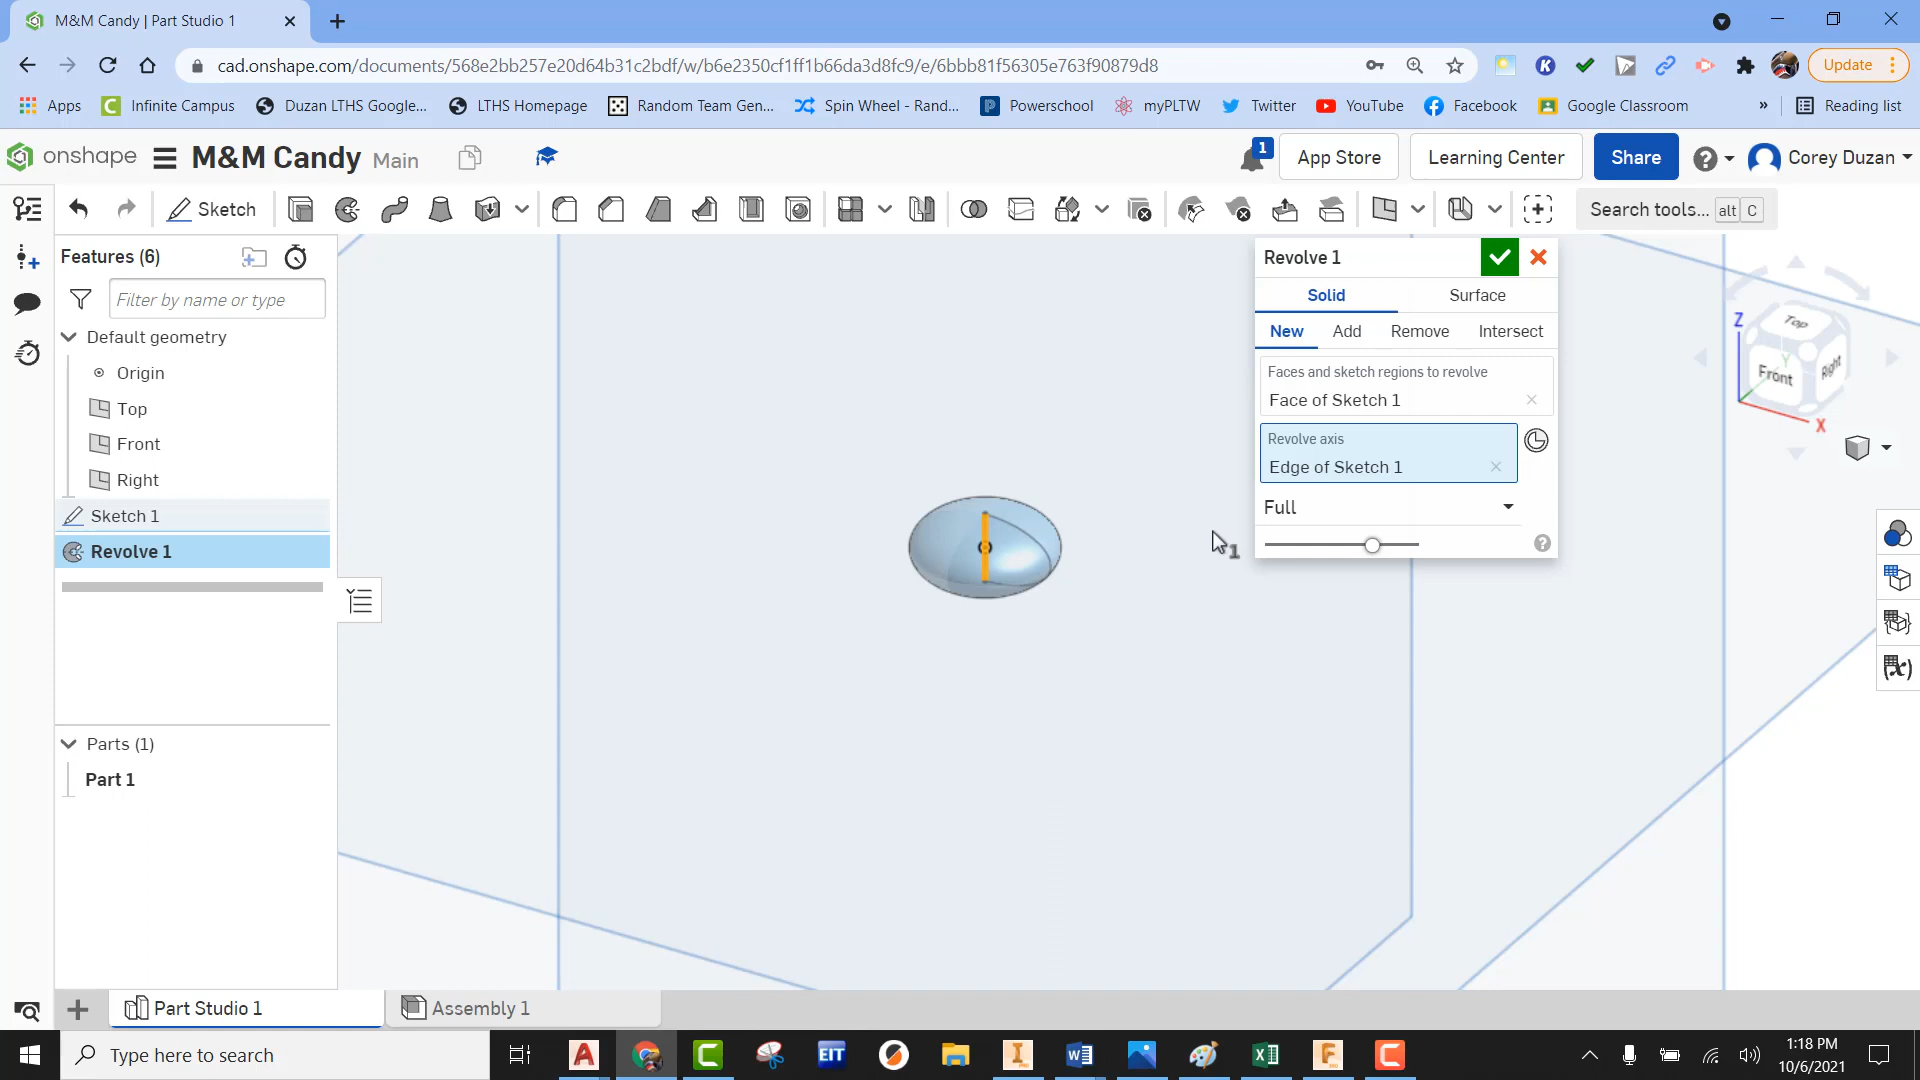 M&M Candy | Part Studio 1
cad.onshape.com/documents/568e2bb257e20d64b31c2bdf/w/b6e2350cf1ff1b66da3d8fc9/e/6bbb81f56305e763f90879d8
Update
Apps
Infinite Campus
Duzan LTHS Google...
LTHS Homepage
Random Team Gen...
Spin Wheel - Rand...
Powerschool
myPLTW
Twitter
YouTube
Facebook
Google Classroom
»
Reading list
onshape
M&M Candy Main
1
App Store
Learning Center
Share
Corey Duzan
Sketch
Search tools... alt C
Features (6)
Filter by name or type
Default geometry
Origin
Top
Front
Right
Sketch 1
Revolve 1
Parts (1)
Part 1
Revolve 1
Solid
Surface
New
Add
Remove
Intersect
Faces and sketch regions to revolve
Face of Sketch 1
Revolve axis
Edge of Sketch 1
Full
1
Z
Top
Y
Front
Right
X
Part Studio 1
Assembly 1
Type here to search
EIT
1:18 PM
10/6/2021